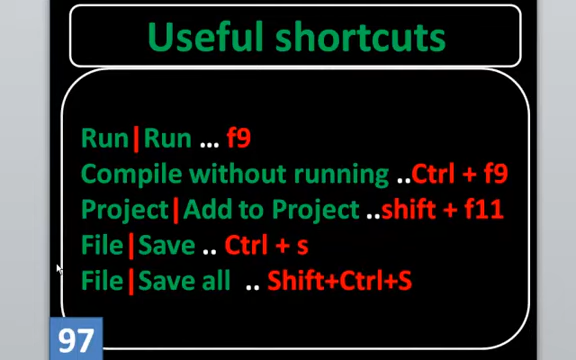 Useful shortcuts
Run|Run ... f9
Compile without running ..Ctrl + f9
Project|Add to Project ..shift + f11
File|Save .. Ctrl + s
File|Save all .. Shift+Ctrl+S
97